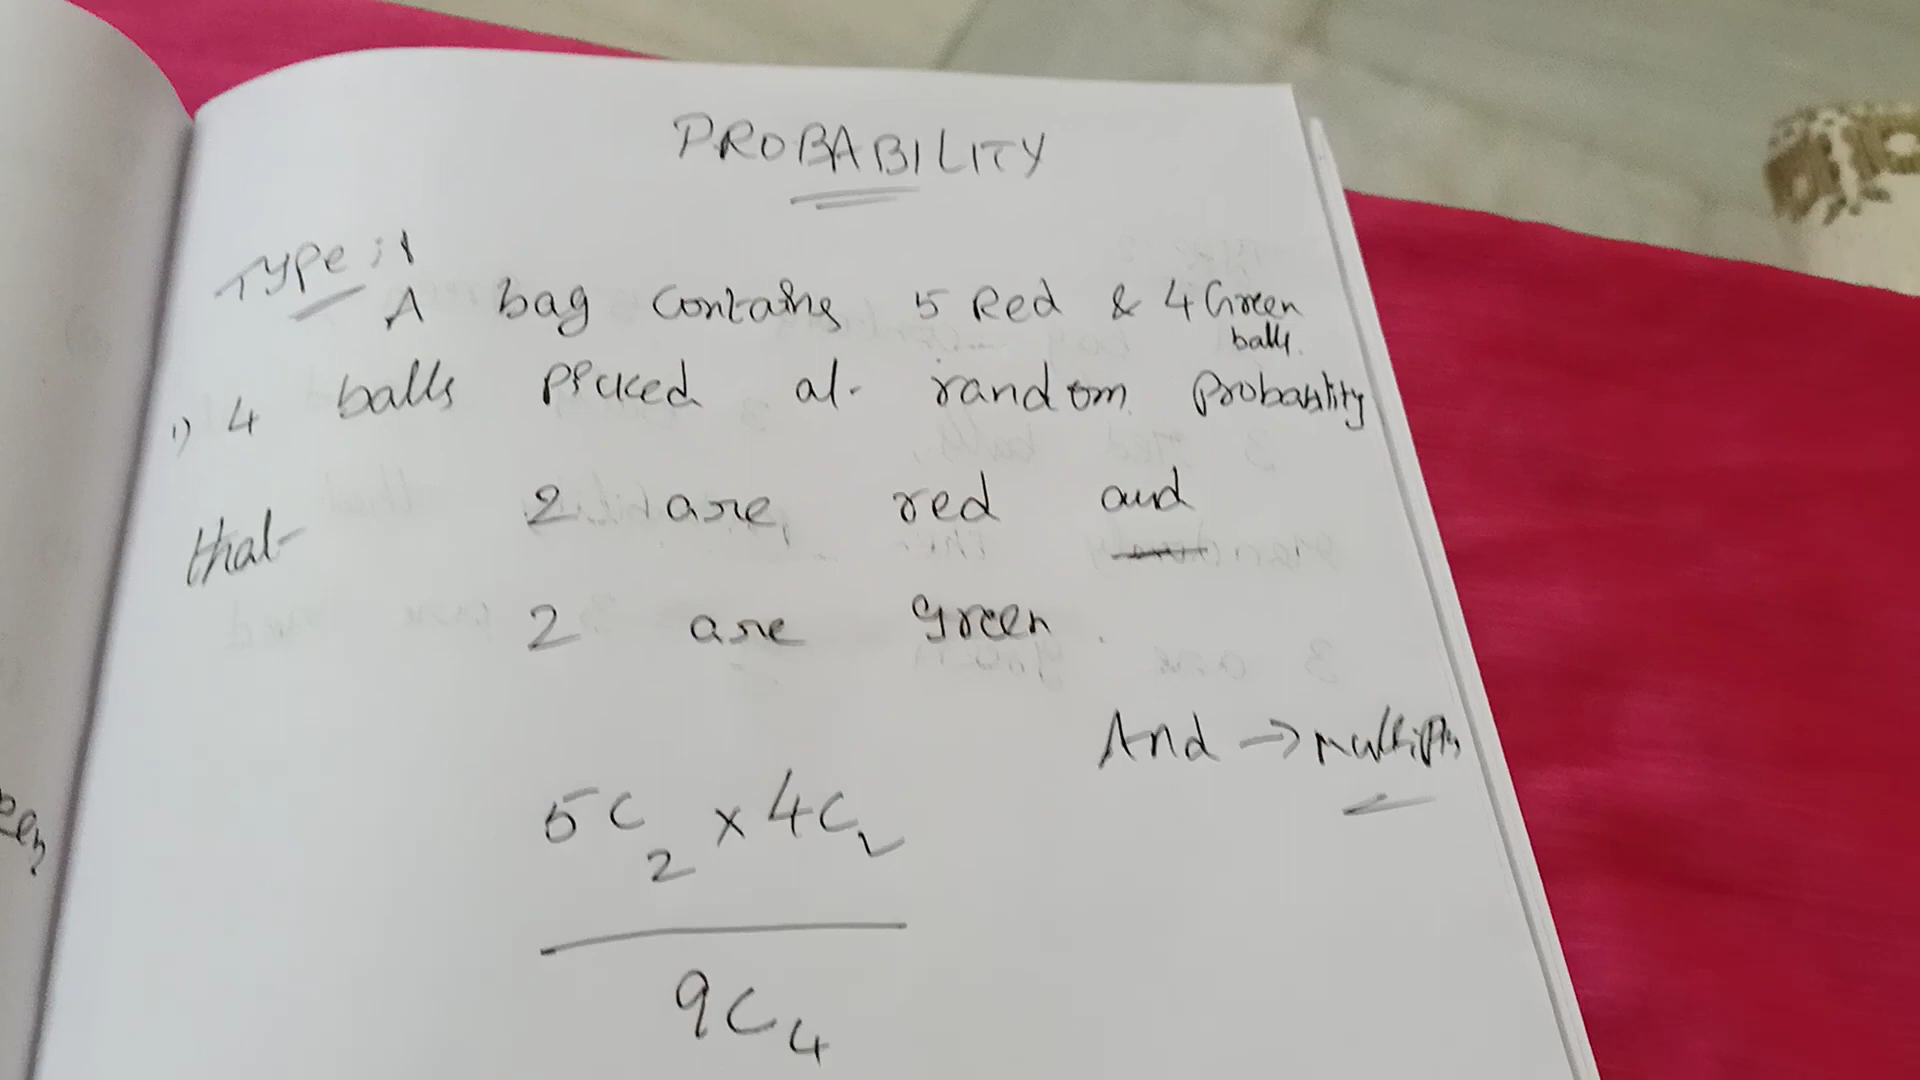 PROBABILITY
Type: 1
A bag contains 5 Red & 4 Green
balls.
1) 4 balls picked at random probability
that 2 are red and
2 are green.
And → multiply
5C2 × 4C2
9C4